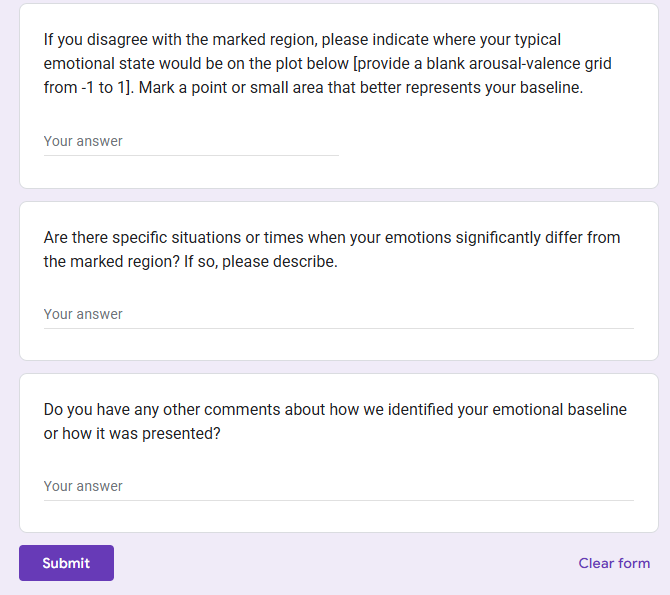 If you disagree with the marked region, please indicate where your typical
emotional state would be on the plot below [provide a blank arousal-valence grid
from -1 to 1]. Mark a point or small area that better represents your baseline.
Your answer
Are there specific situations or times when your emotions significantly differ from
the marked region? If so, please describe.
Your answer
Do you have any other comments about how we identified your emotional baseline
or how it was presented?
Your answer
Submit
Clear form